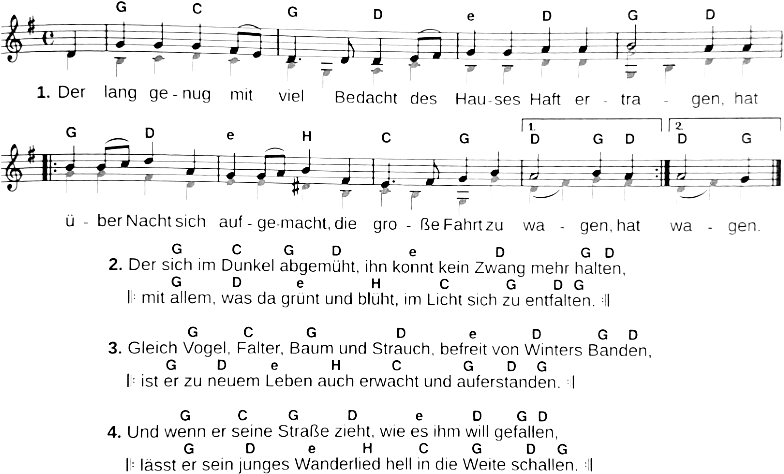 G C G D e D G D
1. Der lang ge - nug mit viel Bedacht des Hau - ses Haft er - tra - gen, hat
1. 2.
G D e H C G D G D D G
ü - ber Nacht sich auf - ge - macht, die gro - ße Fahrt zu wa - gen, hat wa - gen.
G C G D e D G D
2. Der sich im Dunkel abgemüht, ihn konnt kein Zwang mehr halten,
G D e H C G D G
𝄆 mit allem, was da grünt und blüht, im Licht sich zu entfalten. 𝄇
G C G D e D G D
3. Gleich Vogel, Falter, Baum und Strauch, befreit von Winters Banden,
G D e H C G D G
𝄆 ist er zu neuem Leben auch erwacht und auferstanden. 𝄇
G C G D e D G D
4. Und wenn er seine Straße zieht, wie es ihm will gefallen,
G D e H C G D G
𝄆 lässt er sein junges Wanderlied hell in die Weite schallen. 𝄇